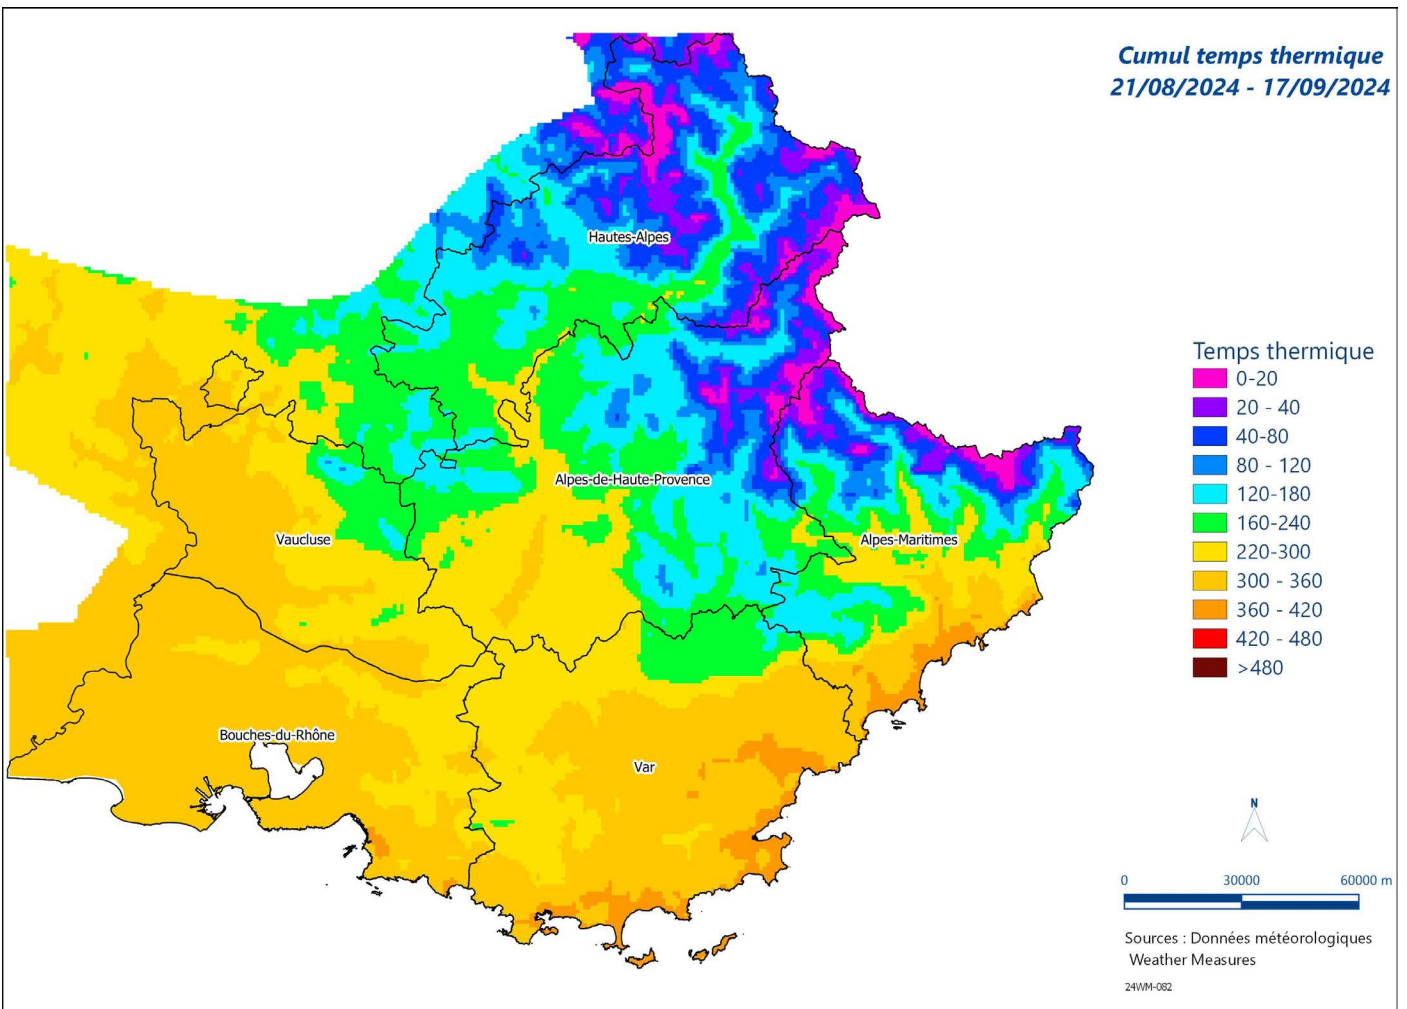 Cumul temps thermique
21/08/2024 - 17/09/2024
Hautes-Alpes
Temps thermique
0-20
20 - 40
40-80
80 - 120
120-180
160-240
220-300
300 - 360
360 - 420
420 - 480
>480
Alpes-de-Haute-Provence
Vaucluse
Alpes-Maritimes
Bouches-du-Rhône
Var
N
0 30000 60000 m
Sources : Données météorologiques
Weather Measures
24WM-082